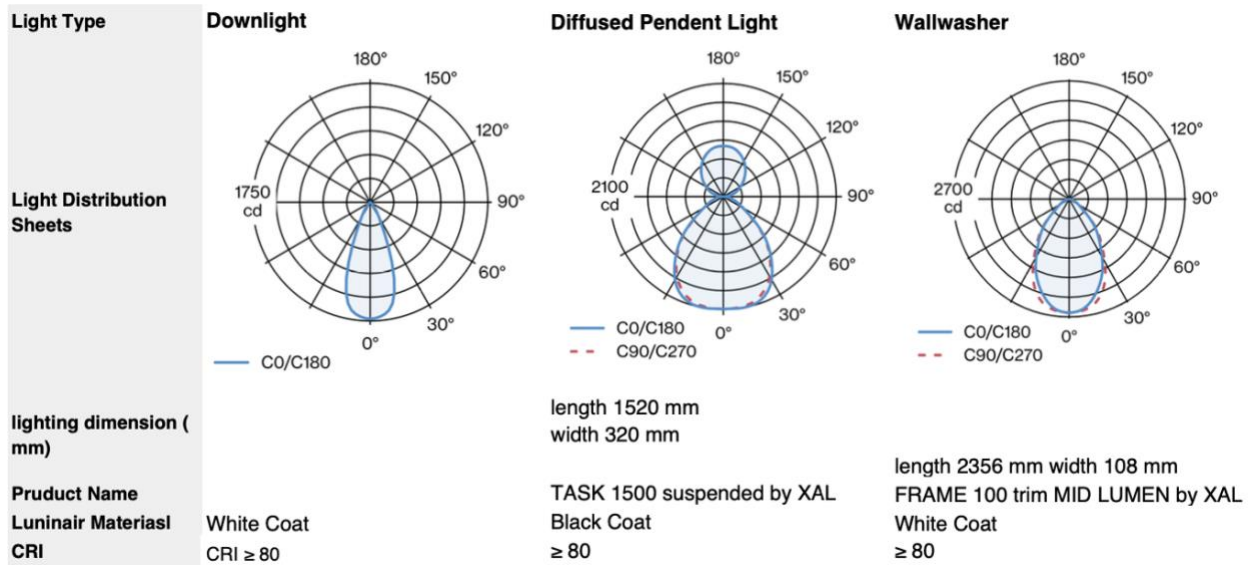 Light Type
Downlight
Diffused Pendent Light
Wallwasher
Light Distribution
Sheets
180°
150°
120°
1750
cd
90°
60°
30°
0°
C0/C180
180°
150°
120°
2100
cd
90°
60°
30°
0°
C0/C180
C90/C270
180°
150°
120°
2700
cd
90°
60°
30°
0°
C0/C180
C90/C270
lighting dimension (
mm)
length 1520 mm
width 320 mm
length 2356 mm width 108 mm
Pruduct Name
TASK 1500 suspended by XAL
FRAME 100 trim MID LUMEN by XAL
Luninair Materiasl
White Coat
Black Coat
White Coat
CRI
CRI ≥ 80
≥ 80
≥ 80